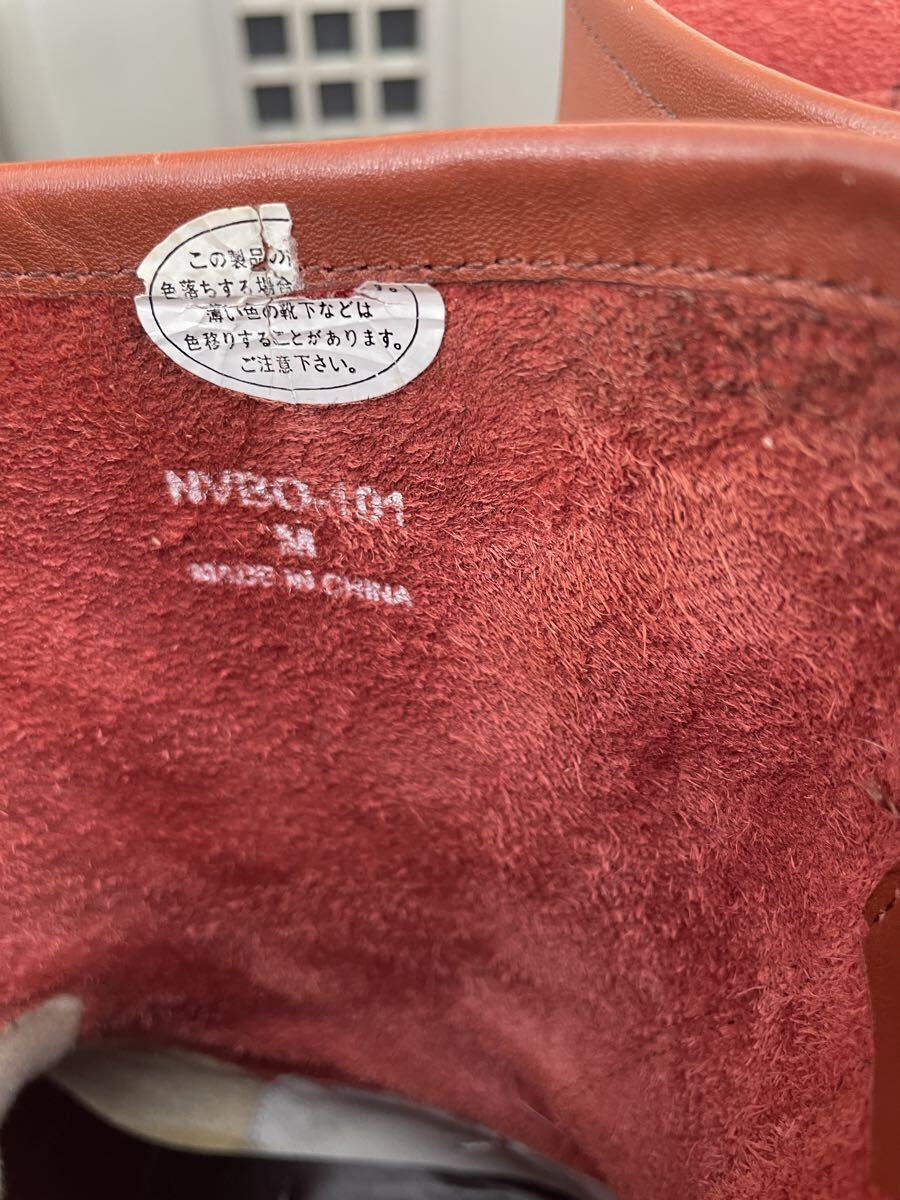 この製品の
色落ちする場合
す。
薄い色の靴下などは
色移りすることがあります。
ご注意下さい。
NVBO-101
M
MADE IN CHINA